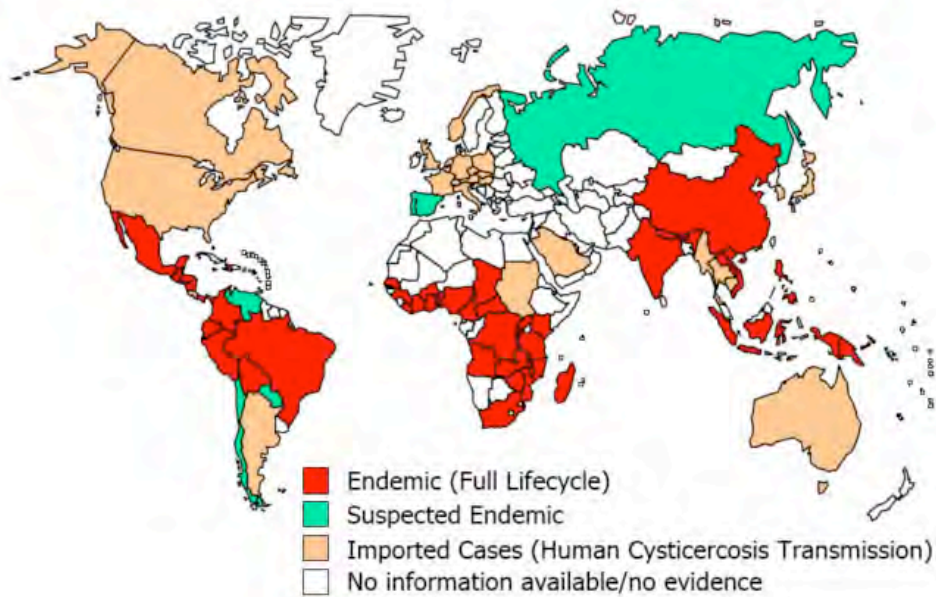 Endemic (Full Lifecycle)
Suspected Endemic
Imported Cases (Human Cysticercosis Transmission)
No information available/no evidence